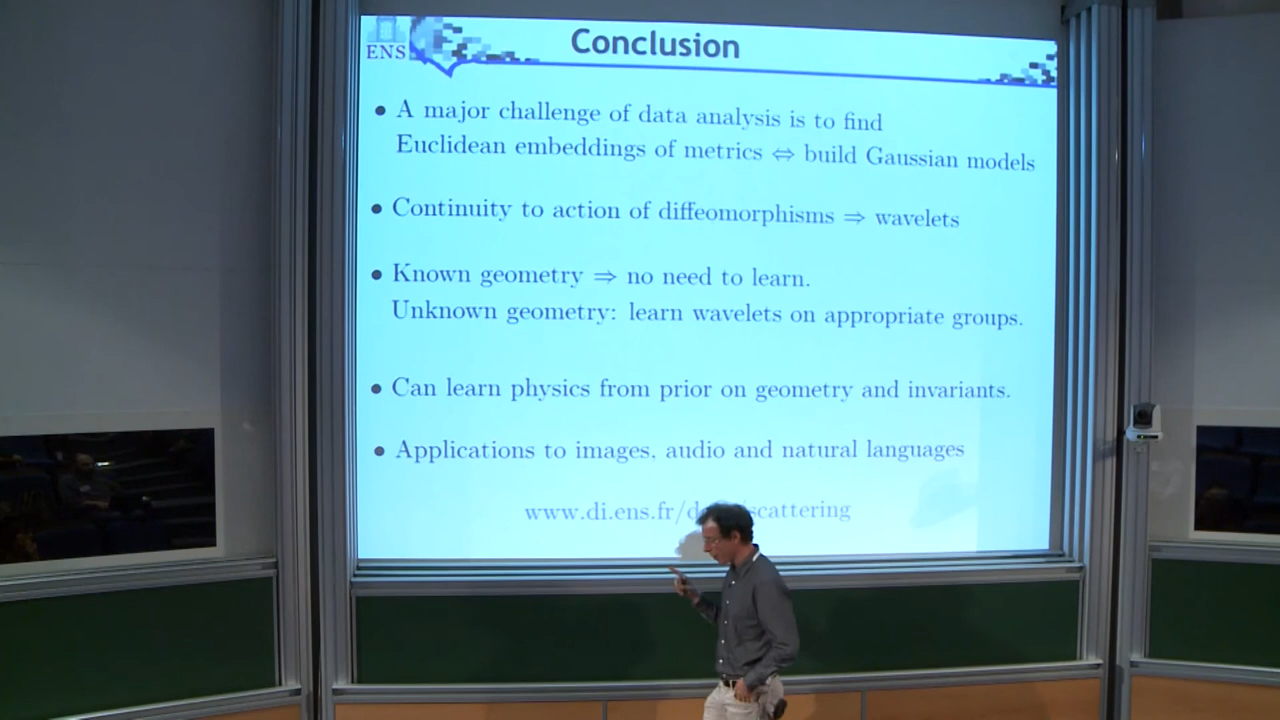 ENS
Conclusion
• A major challenge of data analysis is to find
Euclidean embeddings of metrics ⇔ build Gaussian models
• Continuity to action of diffeomorphisms ⇒ wavelets
• Known geometry ⇒ no need to learn.
Unknown geometry: learn wavelets on appropriate groups.
• Can learn physics from prior on geometry and invariants.
• Applications to images, audio and natural languages
www.di.ens.fr/